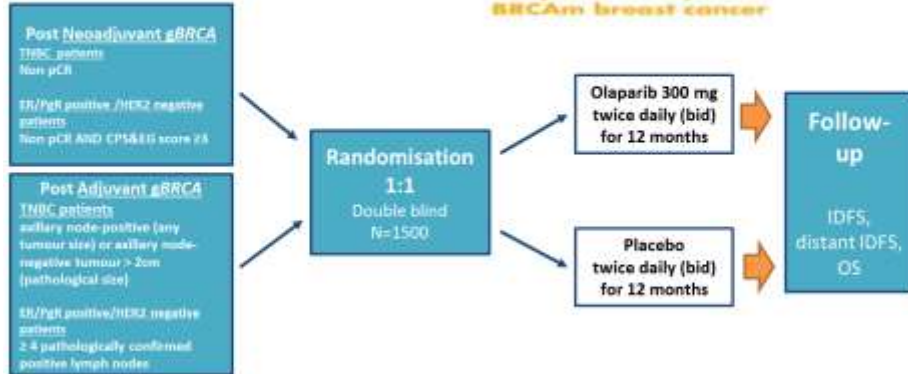 BRCAm breast cancer
Post Neoadjuvant gBRCA
TNBC patients
Non pCR
ER/PgR positive /HER2 negative
patients
Non pCR AND CPS&EG score ≥3
Post Adjuvant gBRCA
TNBC patients
axillary node-positive (any
tumour size) or axillary node-
negative tumour > 2cm
(pathological size)
ER/PgR positive/HER2 negative
patients
≥ 4 pathologically confirmed
positive lymph nodes
Randomisation
1:1
Double blind
N=1500
Olaparib 300 mg
twice daily (bid)
for 12 months
Placebo
twice daily (bid)
for 12 months
Follow-
up
IDFS,
distant IDFS,
OS